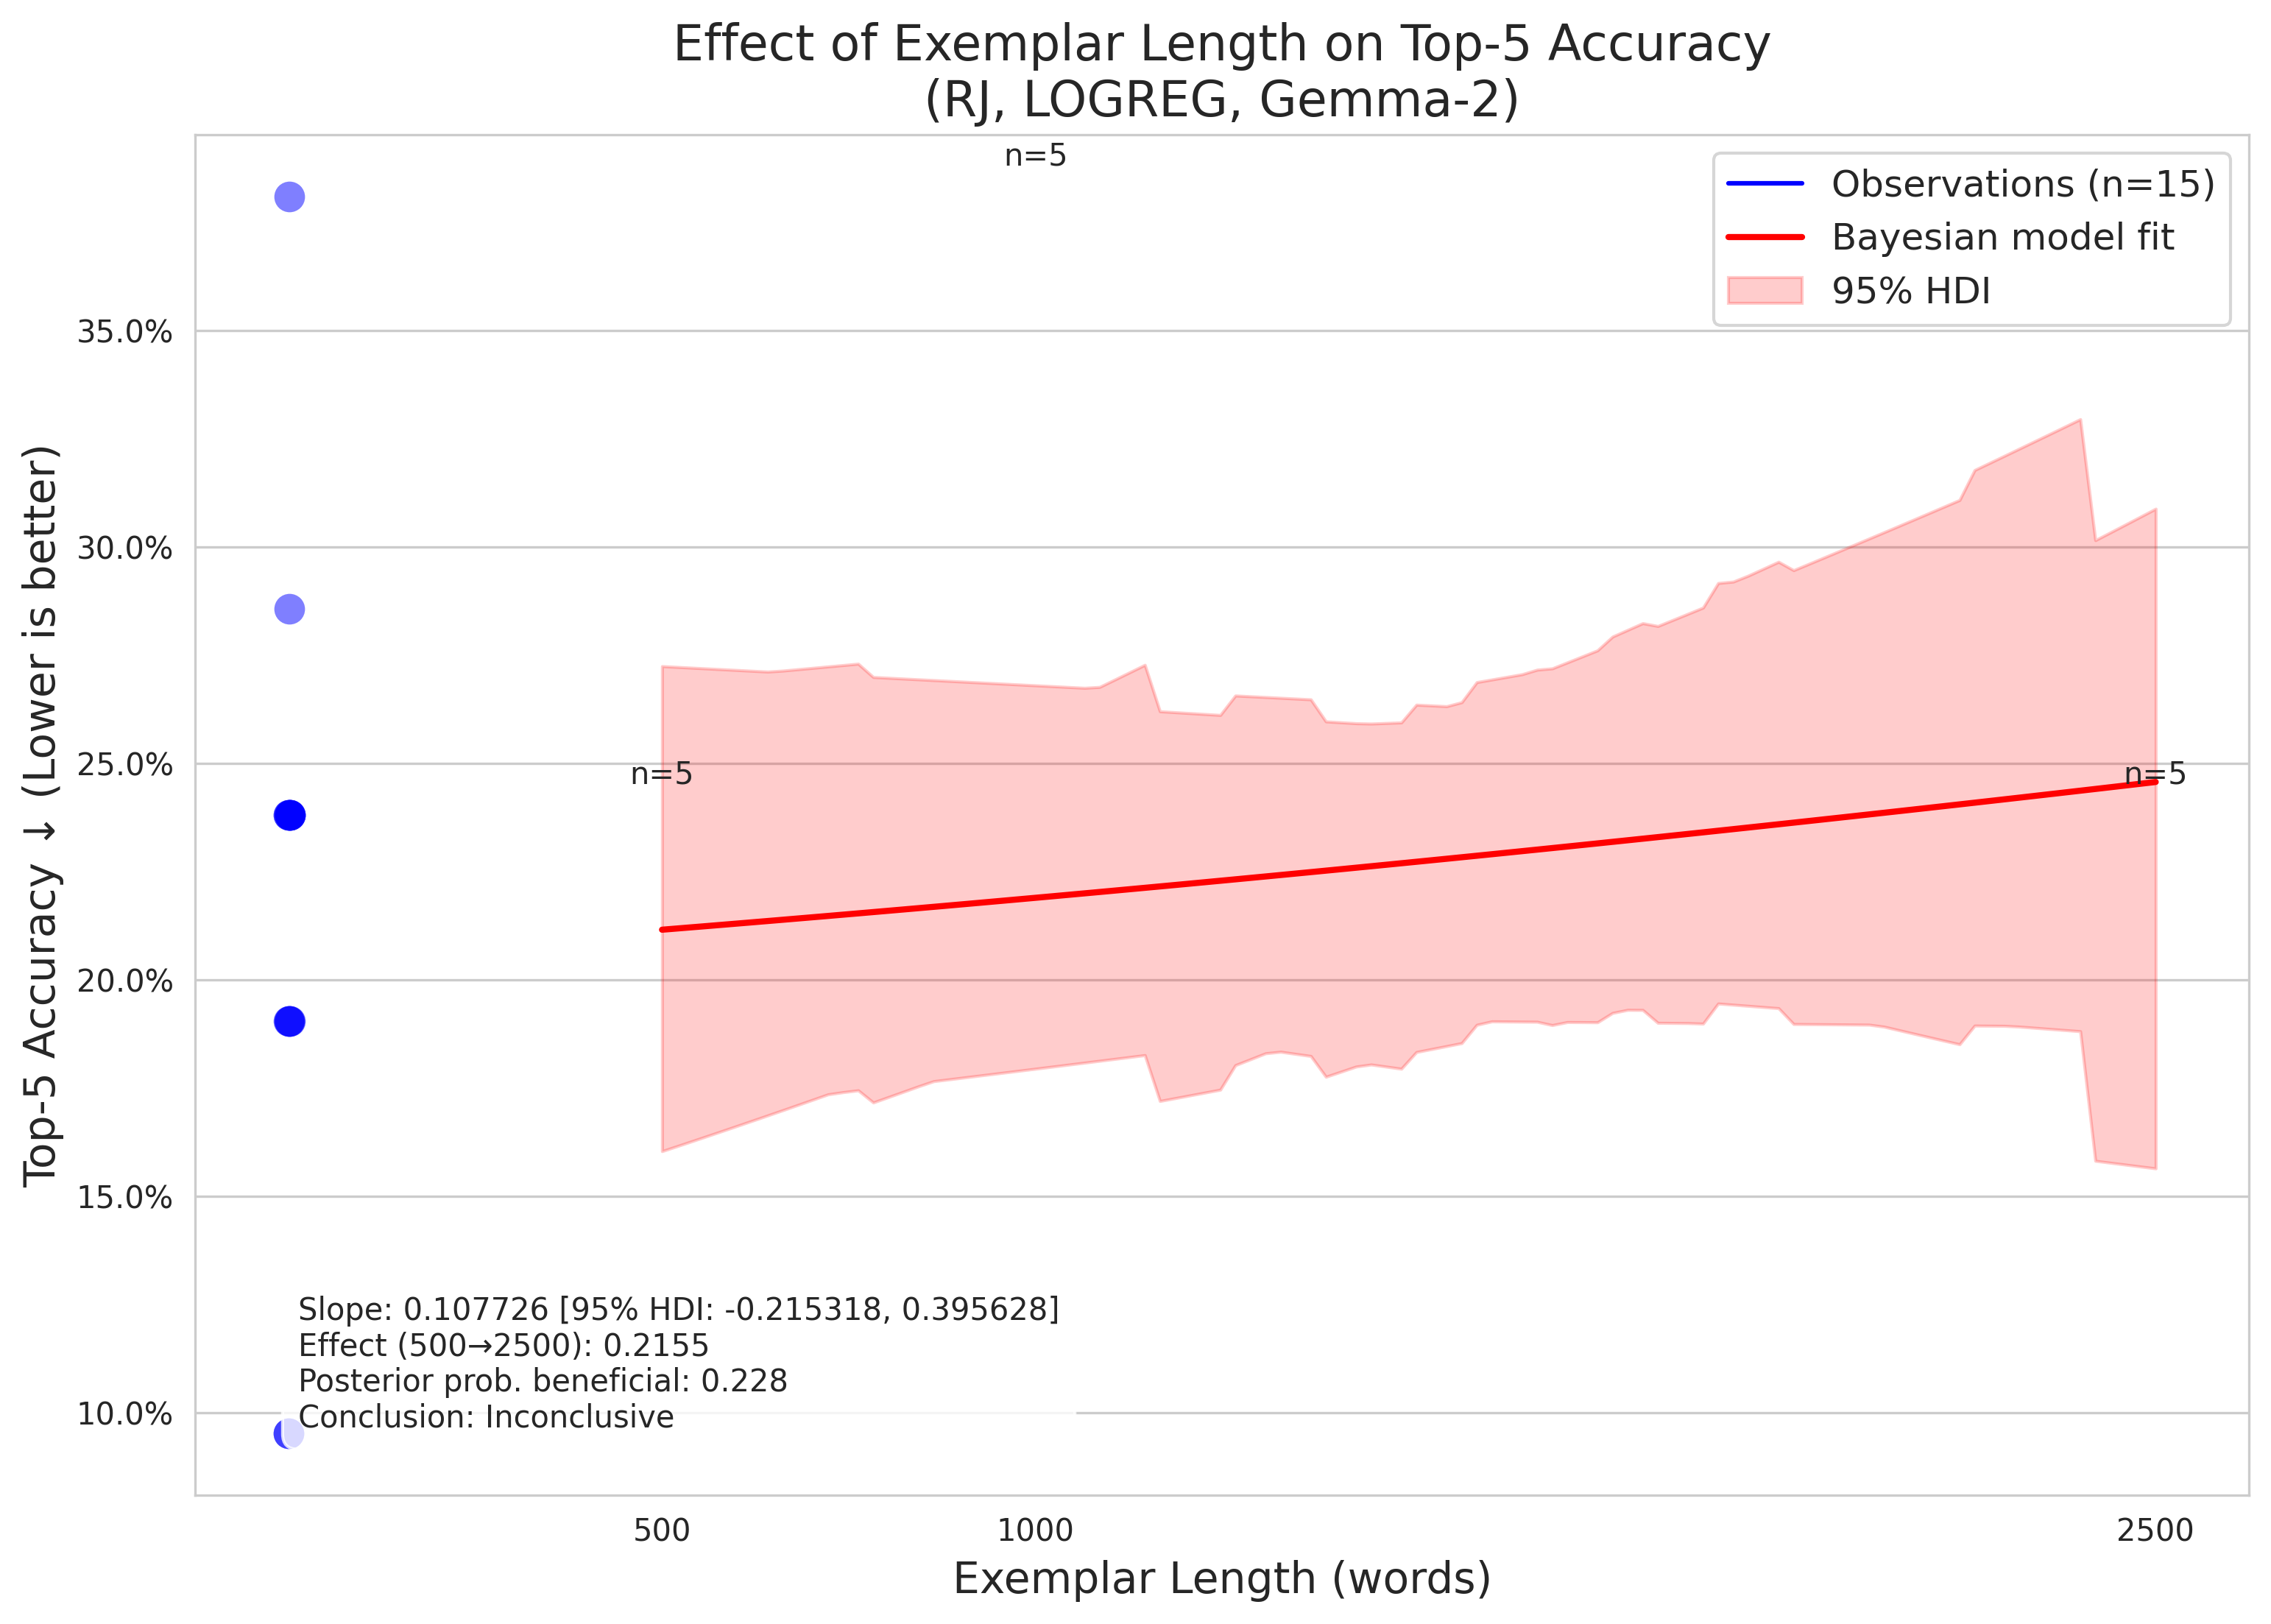 Effect of Exemplar Length on Top-5 Accuracy
(RJ, LOGREG, Gemma-2)
n=5
Observations (n=15)
Bayesian model fit
95% HDI
35.0%
30.0%
25.0%
20.0%
15.0%
10.0%
Top-5 Accuracy ↓ (Lower is better)
n=5
n=5
Slope: 0.107726 [95% HDI: -0.215318, 0.395628]
Effect (500→2500): 0.2155
Posterior prob. beneficial: 0.228
Conclusion: Inconclusive
500
1000
2500
Exemplar Length (words)